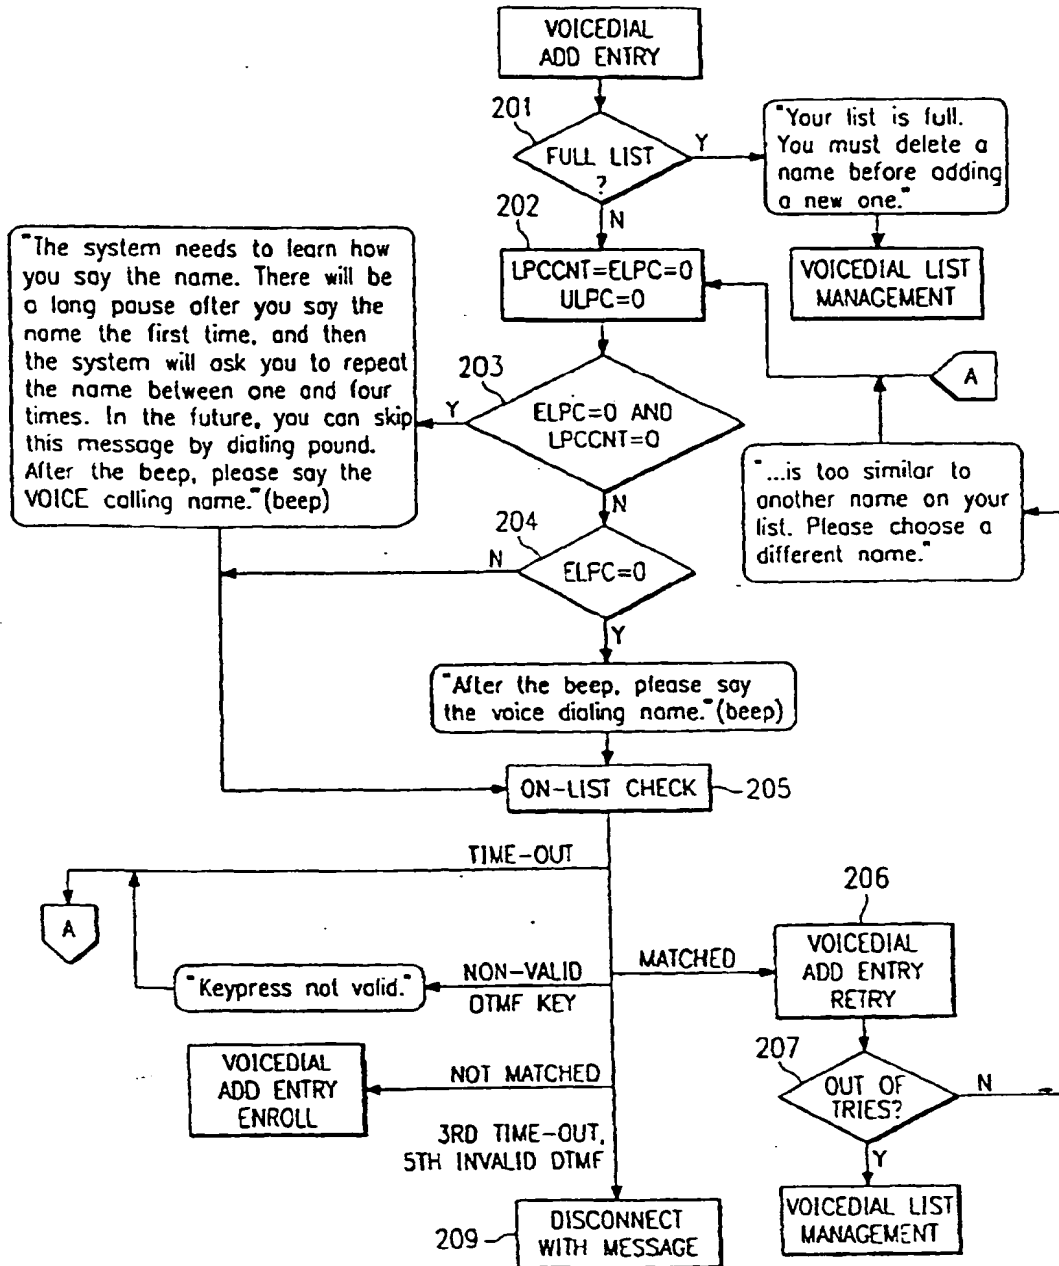 VOICEDIAL
ADD ENTRY
201
FULL LIST
?
Y
N
"Your list is full.
You must delete a
name before adding
a new one."
VOICEDIAL LIST
MANAGEMENT
202
LPCCNT=ELPC=0
ULPC=0
"The system needs to learn how
you say the name. There will be
a long pause after you say the
name the first time, and then
the system will ask you to repeat
the name between one and four
times. In the future, you can skip
this message by dialing pound.
After the beep, please say the
VOICE calling name."(beep)
203
Y
ELPC=0 AND
LPCCNT=0
N
A
"...is too similar to
another name on your
list. Please choose a
different name."
204
N
ELPC=0
Y
"After the beep, please say
the voice dialing name."(beep)
ON-LIST CHECK
205
TIME-OUT
A
"Keypress not valid."
NON-VALID
DTMF KEY
MATCHED
206
VOICEDIAL
ADD ENTRY
RETRY
VOICEDIAL
ADD ENTRY
ENROLL
NOT MATCHED
207
OUT OF
TRIES?
N
Y
3RD TIME-OUT,
5TH INVALID DTMF
209
DISCONNECT
WITH MESSAGE
VOICEDIAL LIST
MANAGEMENT